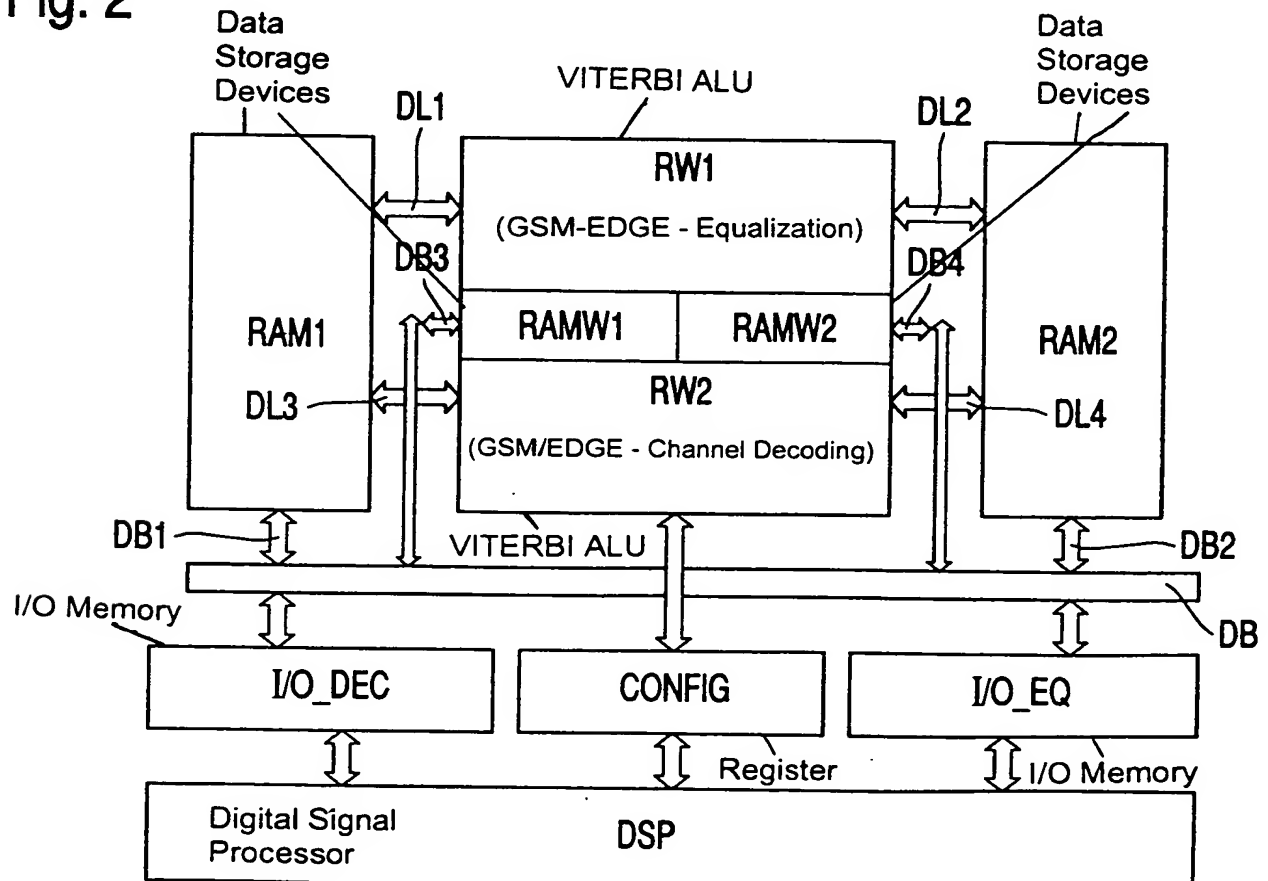 Fig. 2
Data
Storage
Devices
VITERBI ALU
Data
Storage
Devices
DL1
DL2
RW1
(GSM-EDGE - Equalization)
DB3
DB4
RAM1
RAMW1
RAMW2
RAM2
DL3
RW2
DL4
(GSM/EDGE - Channel Decoding)
DB1
VITERBI ALU
DB2
I/O Memory
DB
I/O_DEC
CONFIG
I/O_EQ
Register
I/O Memory
Digital Signal
Processor
DSP